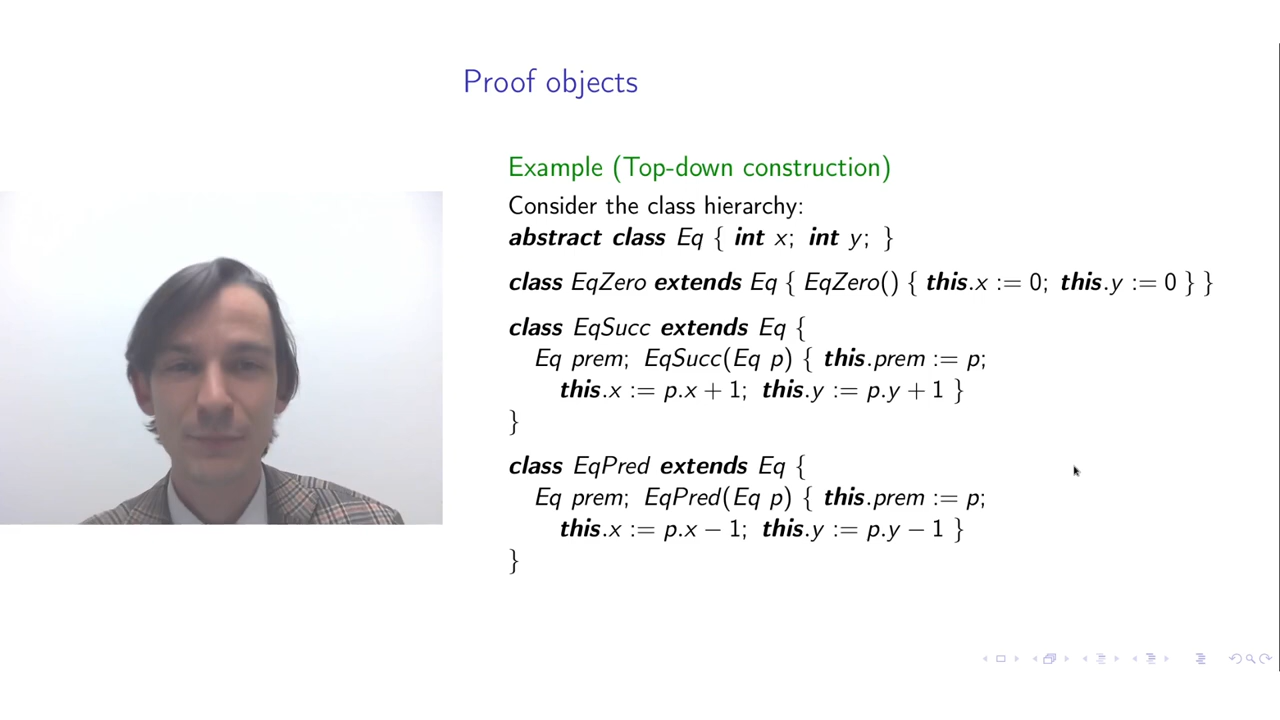 Proof objects
Example (Top-down construction)
Consider the class hierarchy:
abstract class Eq { int x; int y; }
class EqZero extends Eq { EqZero() { this.x := 0; this.y := 0 } }
class EqSucc extends Eq {
Eq prem; EqSucc(Eq p) { this.prem := p;
this.x := p.x + 1; this.y := p.y + 1 }
}
class EqPred extends Eq {
Eq prem; EqPred(Eq p) { this.prem := p;
this.x := p.x − 1; this.y := p.y − 1 }
}